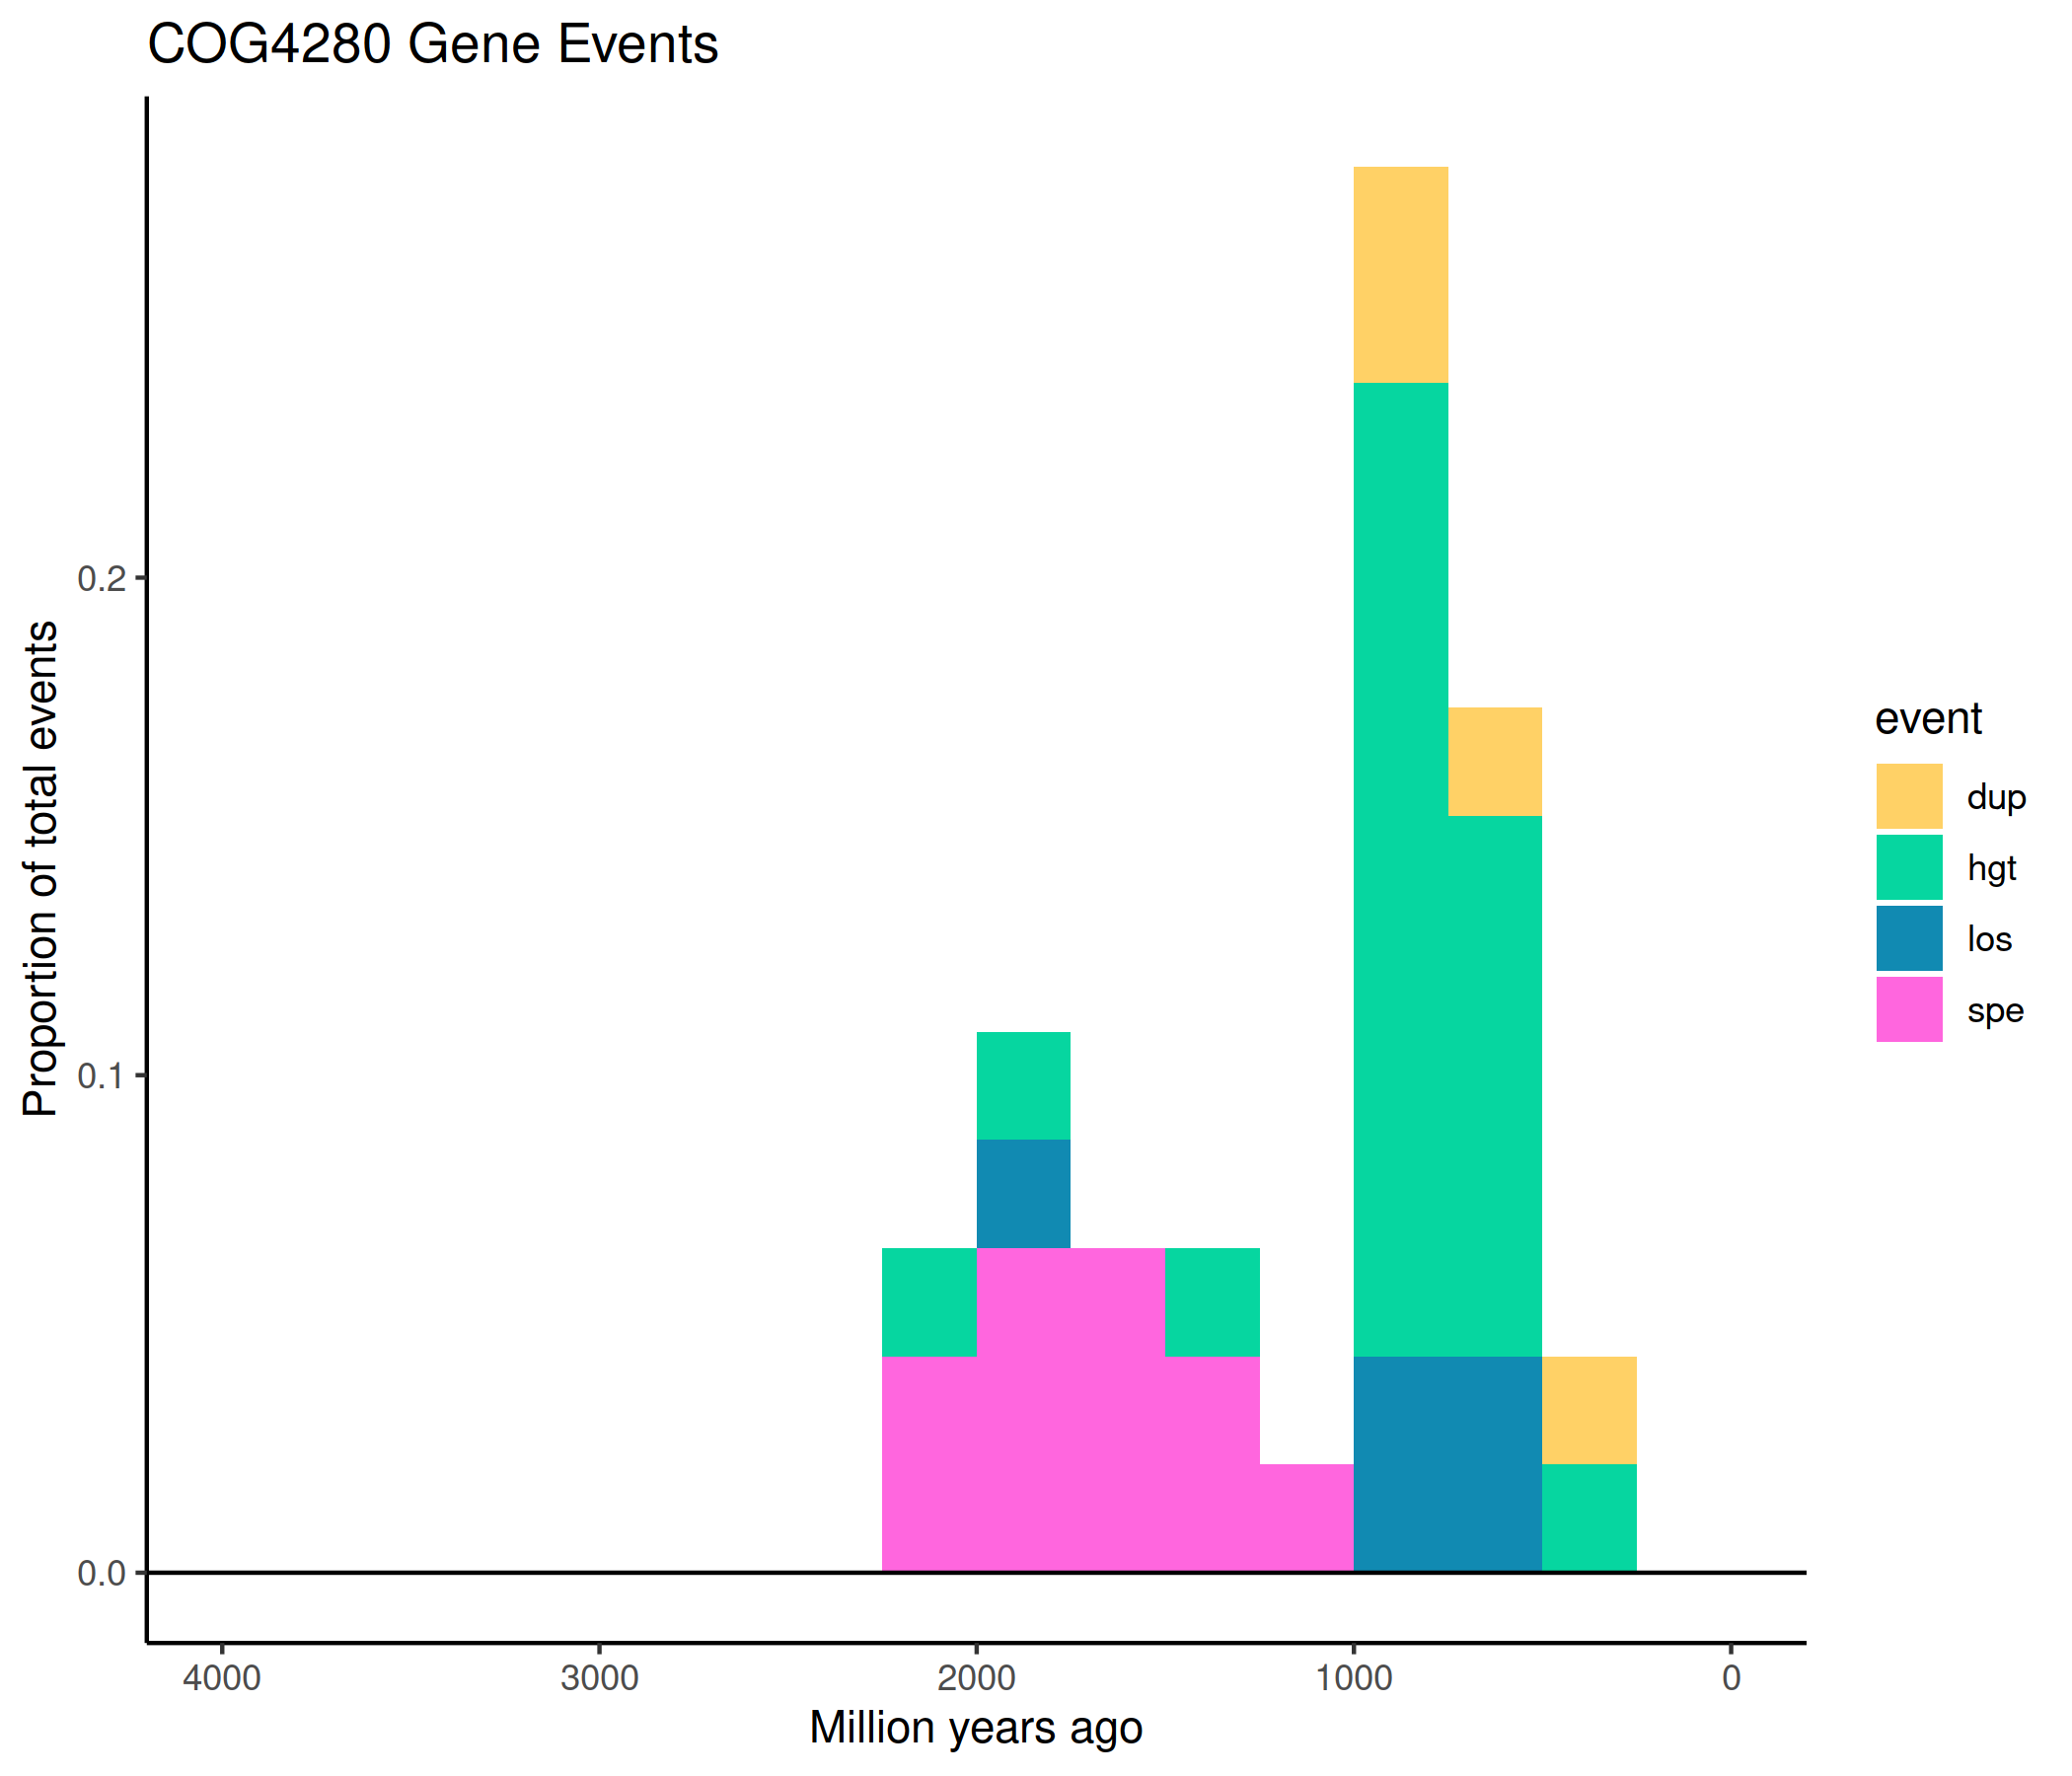 COG4280 Gene Events
Proportion of total events
0.2
0.1
0.0
4000
3000
2000
1000
0
Million years ago
event
dup
hgt
los
spe